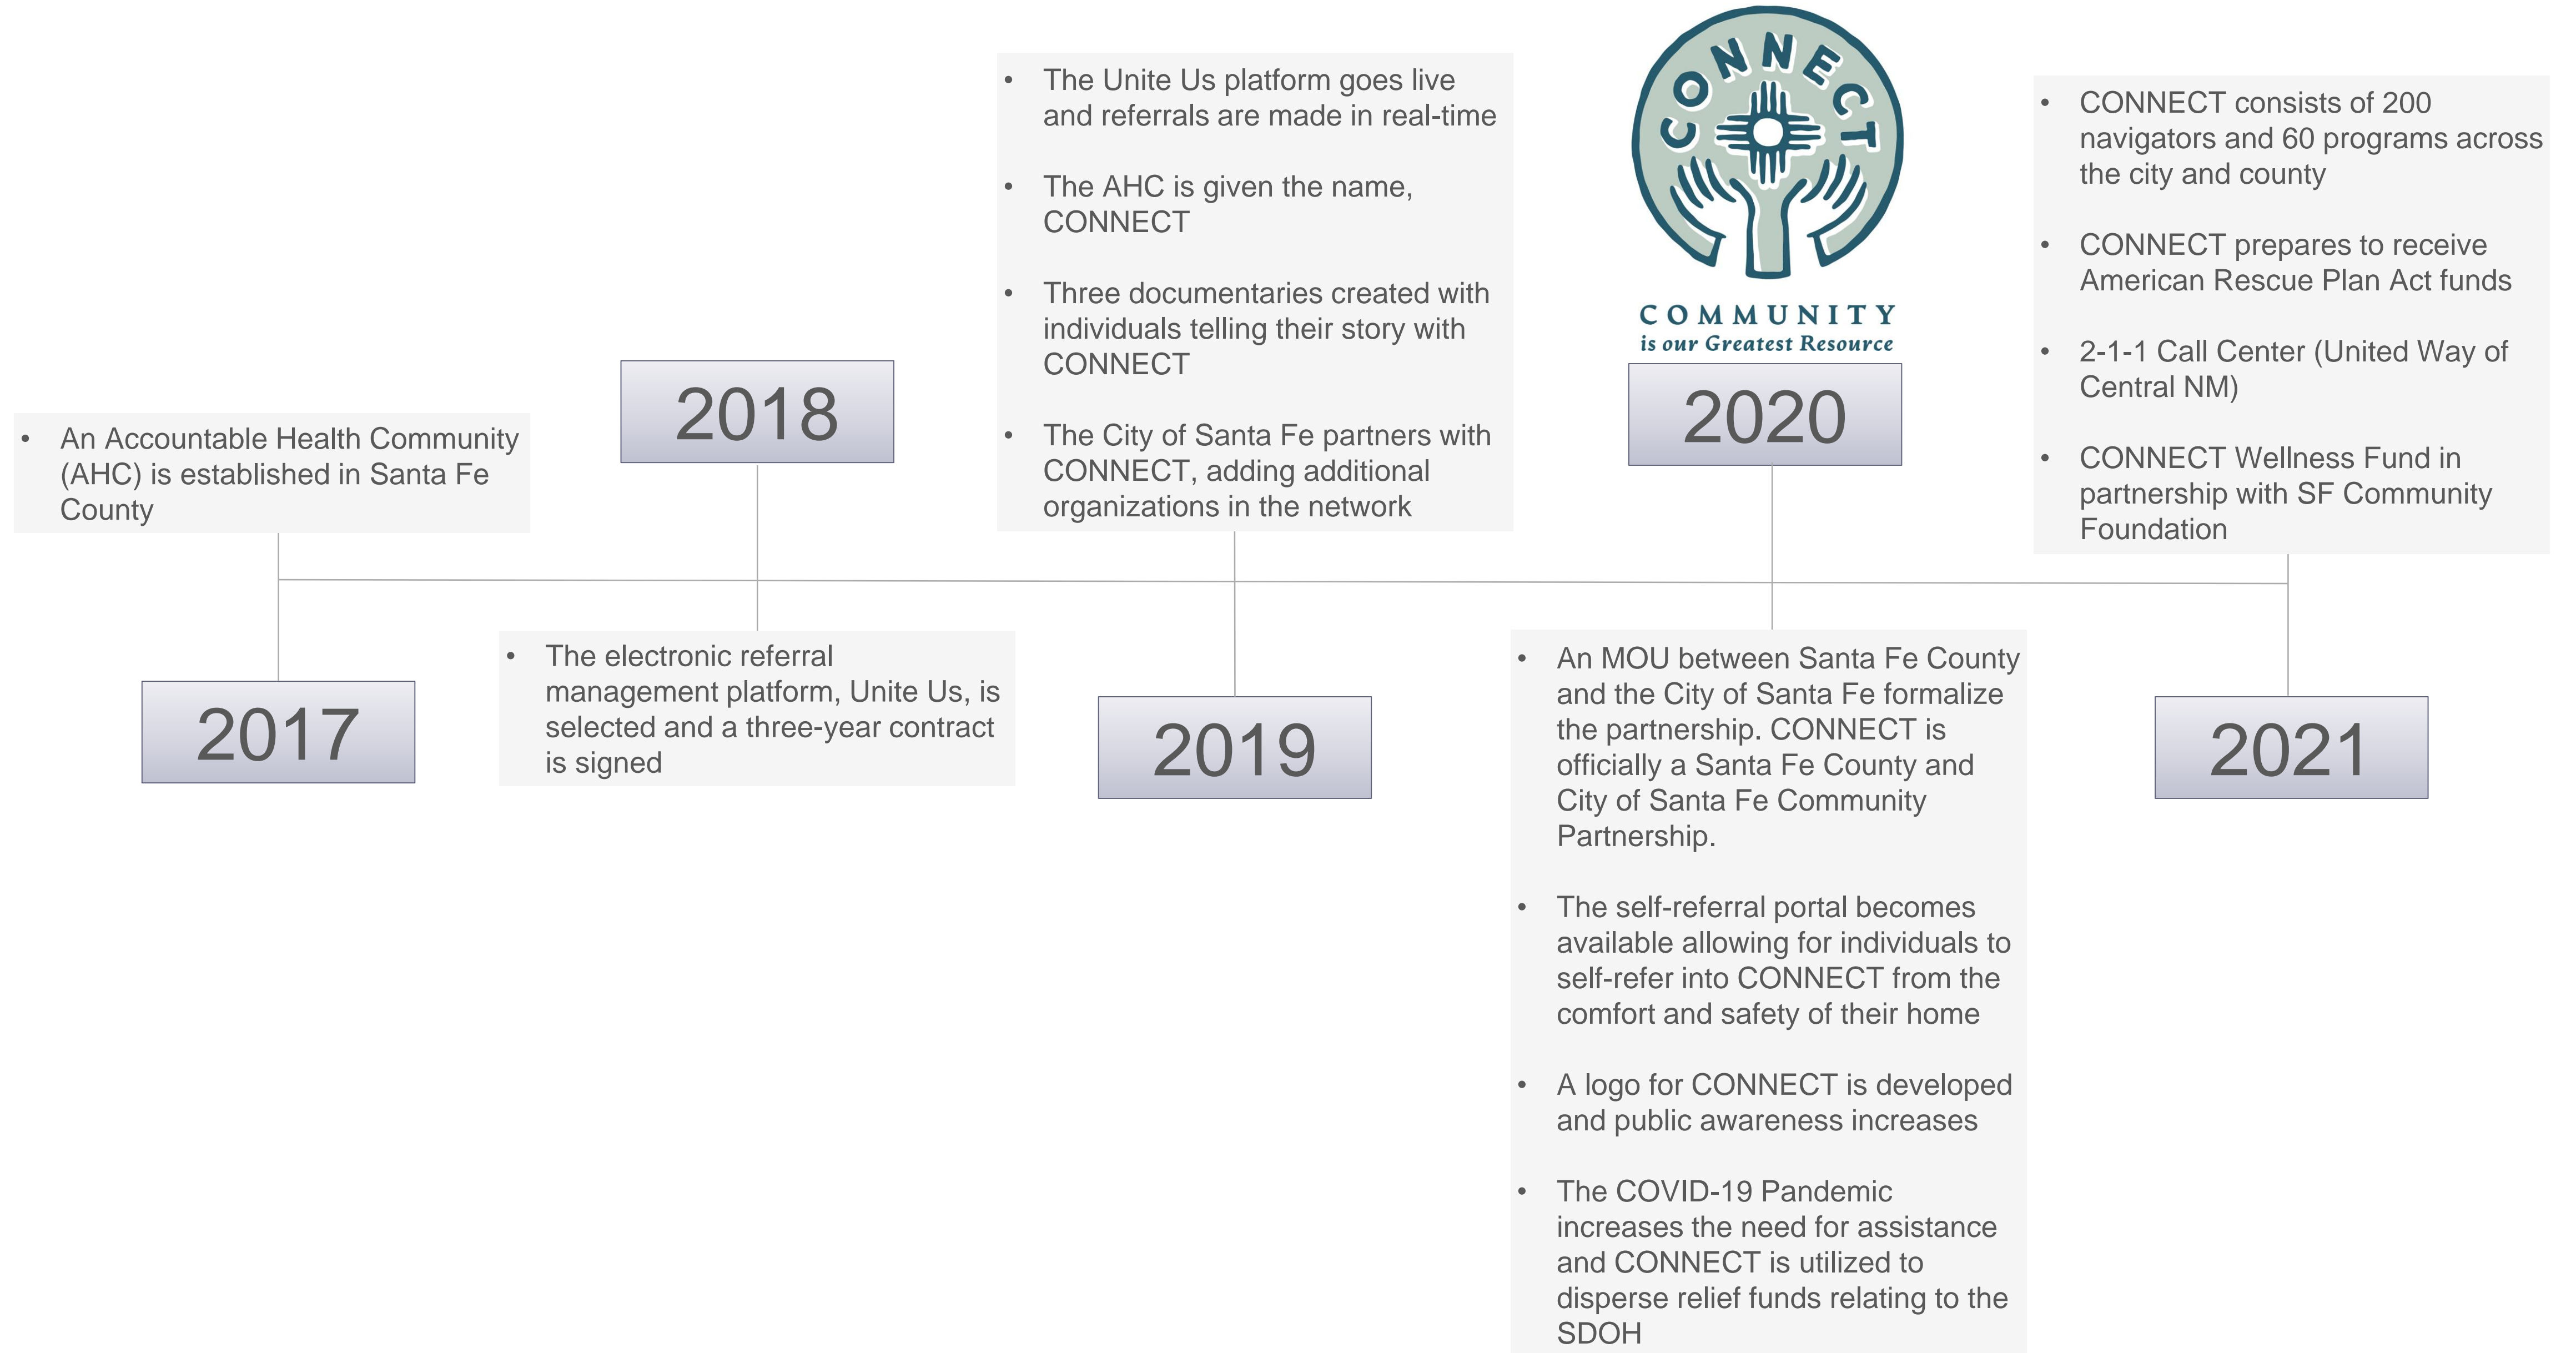 • An Accountable Health Community
(AHC) is established in Santa Fe
County
2017
2018
• The electronic referral
management platform, Unite Us, is
selected and a three-year contract
is signed
• The Unite Us platform goes live
and referrals are made in real-time
• The AHC is given the name,
CONNECT
• Three documentaries created with
individuals telling their story with
CONNECT
• The City of Santa Fe partners with
CONNECT, adding additional
organizations in the network
2019
CONNECT
COMMUNITY
is our Greatest Resource
2020
• An MOU between Santa Fe County
and the City of Santa Fe formalize
the partnership. CONNECT is
officially a Santa Fe County and
City of Santa Fe Community
Partnership.
• The self-referral portal becomes
available allowing for individuals to
self-refer into CONNECT from the
comfort and safety of their home
• A logo for CONNECT is developed
and public awareness increases
• The COVID-19 Pandemic
increases the need for assistance
and CONNECT is utilized to
disperse relief funds relating to the
SDOH
• CONNECT consists of 200
navigators and 60 programs across
the city and county
• CONNECT prepares to receive
American Rescue Plan Act funds
• 2-1-1 Call Center (United Way of
Central NM)
• CONNECT Wellness Fund in
partnership with SF Community
Foundation
2021